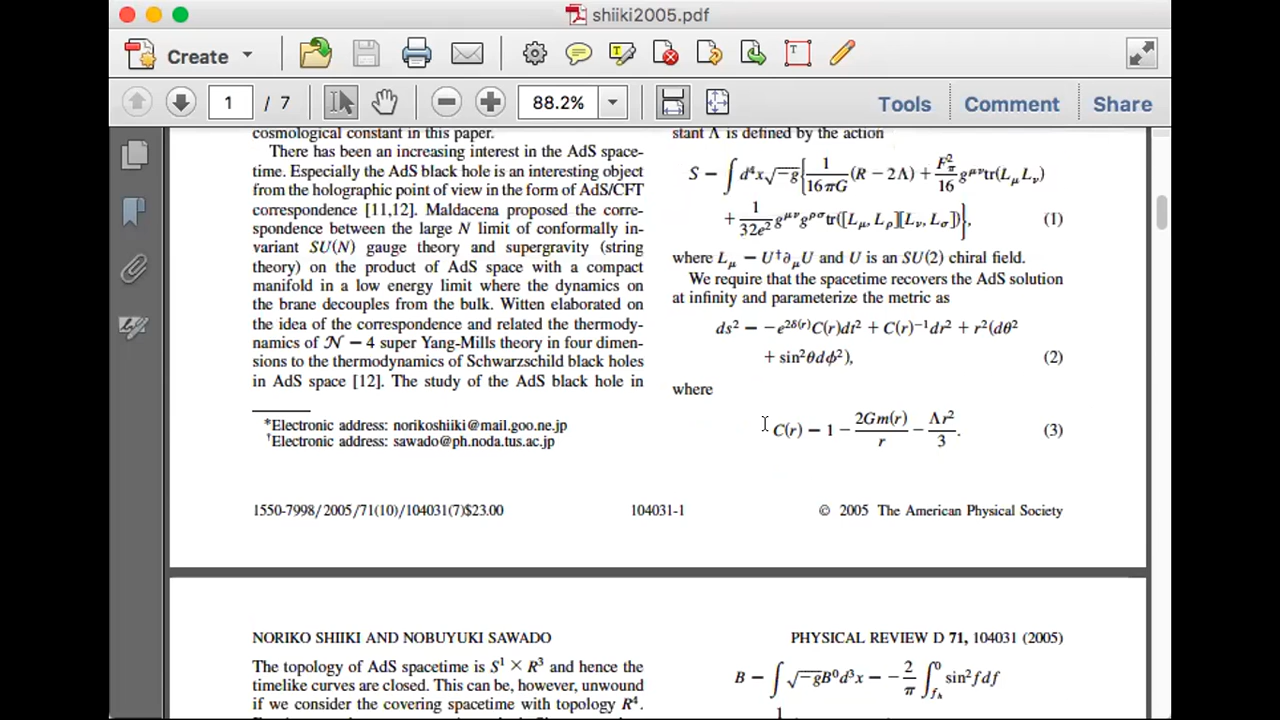 shiiki2005.pdf
Create
1 / 7
88.2%
Tools
Comment
Share
cosmological constant in this paper.
There has been an increasing interest in the AdS space-
time. Especially the AdS black hole is an interesting object
from the holographic point of view in the form of AdS/CFT
correspondence [11,12]. Maldacena proposed the corre-
spondence between the large N limit of conformally in-
variant SU(N) gauge theory and supergravity (string
theory) on the product of AdS space with a compact
manifold in a low energy limit where the dynamics on
the brane decouples from the bulk. Witten elaborated on
the idea of the correspondence and related the thermody-
namics of 𝒩 = 4 super Yang-Mills theory in four dimen-
sions to the thermodynamics of Schwarzschild black holes
in AdS space [12]. The study of the AdS black hole in
*Electronic address: norikoshiiki@mail.goo.ne.jp
†Electronic address: sawado@ph.noda.tus.ac.jp
stant Λ is defined by the action
S = ∫ d⁴x√−g{ 1/16πG (R − 2Λ) + F²π/16 g^μν tr(LμLν)
+ 1/32e² g^μν g^ρσ tr([Lμ, Lρ][Lν, Lσ])}, (1)
where Lμ = U†∂μU and U is an SU(2) chiral field.
We require that the spacetime recovers the AdS solution
at infinity and parameterize the metric as
ds² = −e^2δ(r)C(r)dt² + C(r)⁻¹dr² + r²(dθ²
+ sin²θdϕ²), (2)
where
C(r) = 1 − 2Gm(r)/r − Λr²/3. (3)
1550-7998/2005/71(10)/104031(7)$23.00
104031-1
© 2005 The American Physical Society
NORIKO SHIIKI AND NOBUYUKI SAWADO
PHYSICAL REVIEW D 71, 104031 (2005)
The topology of AdS spacetime is S¹ × R³ and hence the
timelike curves are closed. This can be, however, unwound
if we consider the covering spacetime with topology R⁴.
B = ∫ √−g B⁰d³x = −2/π ∫_{f_h}^0 sin²fdf